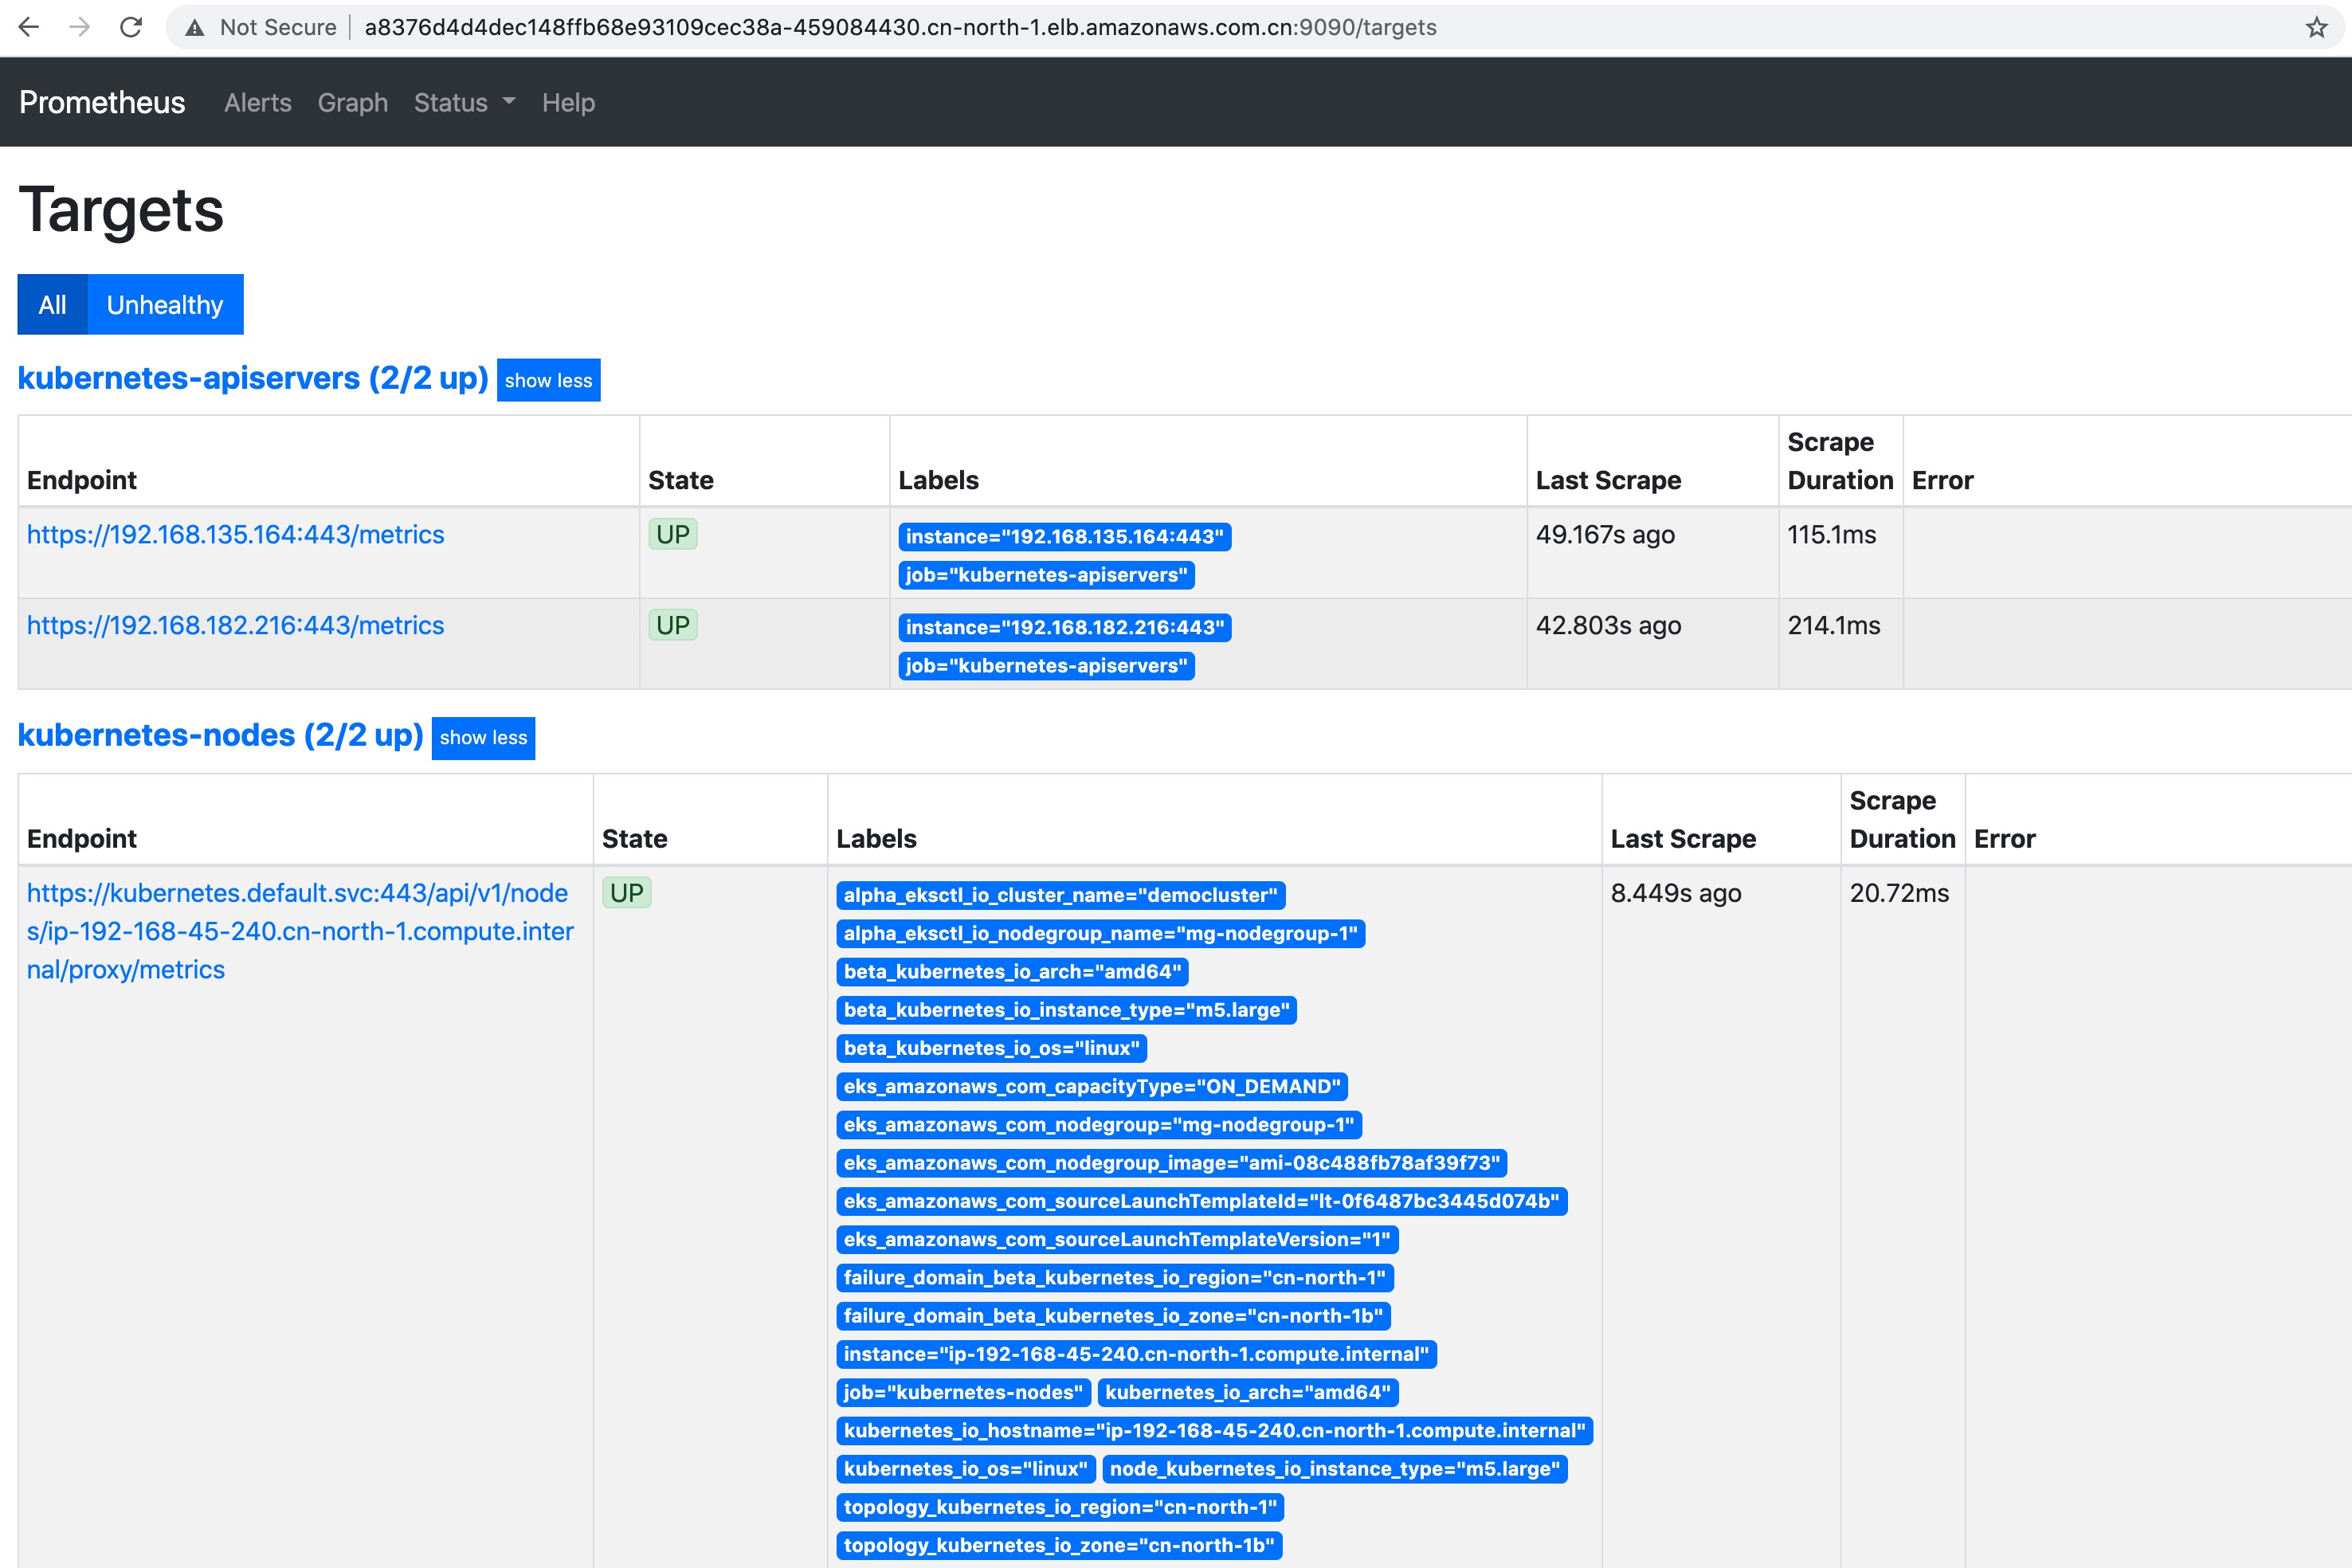 Not Secure a8376d4d4dec148ffb68e93109cec38a-459084430.cn-north-1.elb.amazonaws.com.cn:9090/targets
Prometheus Alerts Graph Status Help
Targets
All Unhealthy
kubernetes-apiservers (2/2 up) show less
Endpoint State Labels Last Scrape Scrape Duration Error
https://192.168.135.164:443/metrics UP instance="192.168.135.164:443" 49.167s ago 115.1ms
job="kubernetes-apiservers"
https://192.168.182.216:443/metrics UP instance="192.168.182.216:443" 42.803s ago 214.1ms
job="kubernetes-apiservers"
kubernetes-nodes (2/2 up) show less
Endpoint State Labels Last Scrape Scrape Duration Error
https://kubernetes.default.svc:443/api/v1/node
s/ip-192-168-45-240.cn-north-1.compute.inter
nal/proxy/metrics
UP
alpha_eksctl_io_cluster_name="democluster"
alpha_eksctl_io_nodegroup_name="mg-nodegroup-1"
beta_kubernetes_io_arch="amd64"
beta_kubernetes_io_instance_type="m5.large"
beta_kubernetes_io_os="linux"
eks_amazonaws_com_capacityType="ON_DEMAND"
eks_amazonaws_com_nodegroup="mg-nodegroup-1"
eks_amazonaws_com_nodegroup_image="ami-08c488fb78af39f73"
eks_amazonaws_com_sourceLaunchTemplateId="lt-0f6487bc3445d074b"
eks_amazonaws_com_sourceLaunchTemplateVersion="1"
failure_domain_beta_kubernetes_io_region="cn-north-1"
failure_domain_beta_kubernetes_io_zone="cn-north-1b"
instance="ip-192-168-45-240.cn-north-1.compute.internal"
job="kubernetes-nodes" kubernetes_io_arch="amd64"
kubernetes_io_hostname="ip-192-168-45-240.cn-north-1.compute.internal"
kubernetes_io_os="linux" node_kubernetes_io_instance_type="m5.large"
topology_kubernetes_io_region="cn-north-1"
topology_kubernetes_io_zone="cn-north-1b"
8.449s ago
20.72ms